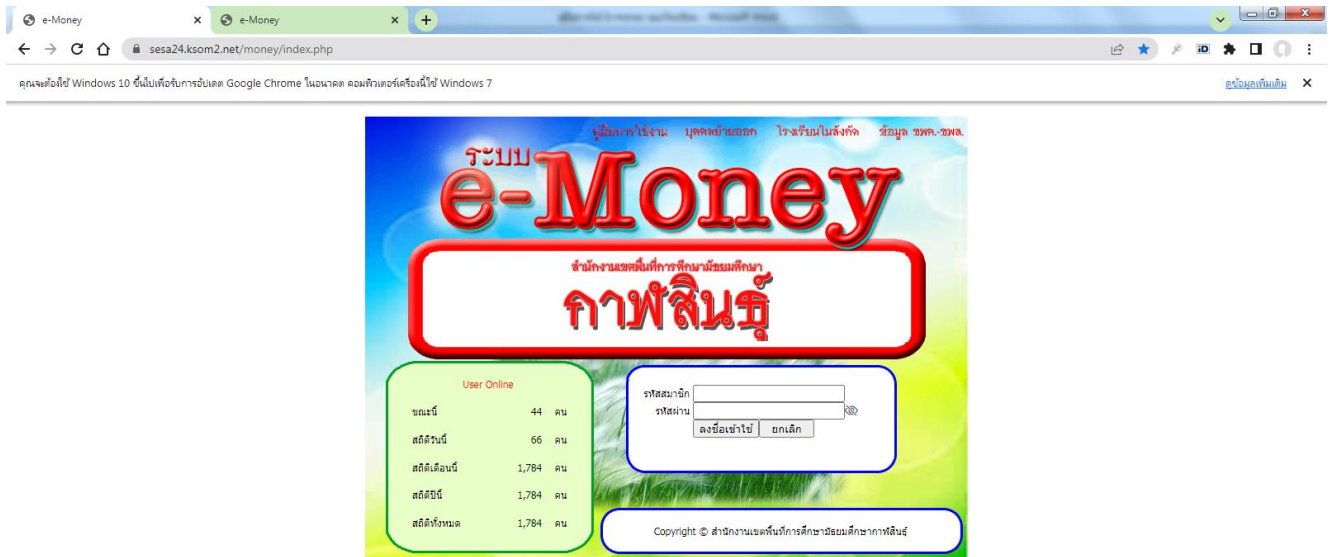 e-Money
e-Money
sesa24.ksom2.net/money/index.php
คุณจะต้องใช้ Windows 10 ขึ้นไปเพื่อรับการอัปเดต Google Chrome ในอนาคต คอมพิวเตอร์เครื่องนี้ใช้ Windows 7
ดูข้อมูลเพิ่มเติม
คู่มือการใช้งาน บุคคลย้ายออก โรงเรียนในสังกัด ข้อมูล ชพค.-ชพส.
ระบบ
e-Money
สำนักงานเขตพื้นที่การศึกษามัธยมศึกษา
กาฬสินธุ์
User Online
ขณะนี้ 44 คน
สถิติวันนี้ 66 คน
สถิติเดือนนี้ 1,784 คน
สถิติปีนี้ 1,784 คน
สถิติทั้งหมด 1,784 คน
รหัสสมาชิก
รหัสผ่าน
ลงชื่อเข้าใช้ ยกเลิก
Copyright © สำนักงานเขตพื้นที่การศึกษามัธยมศึกษากาฬสินธุ์